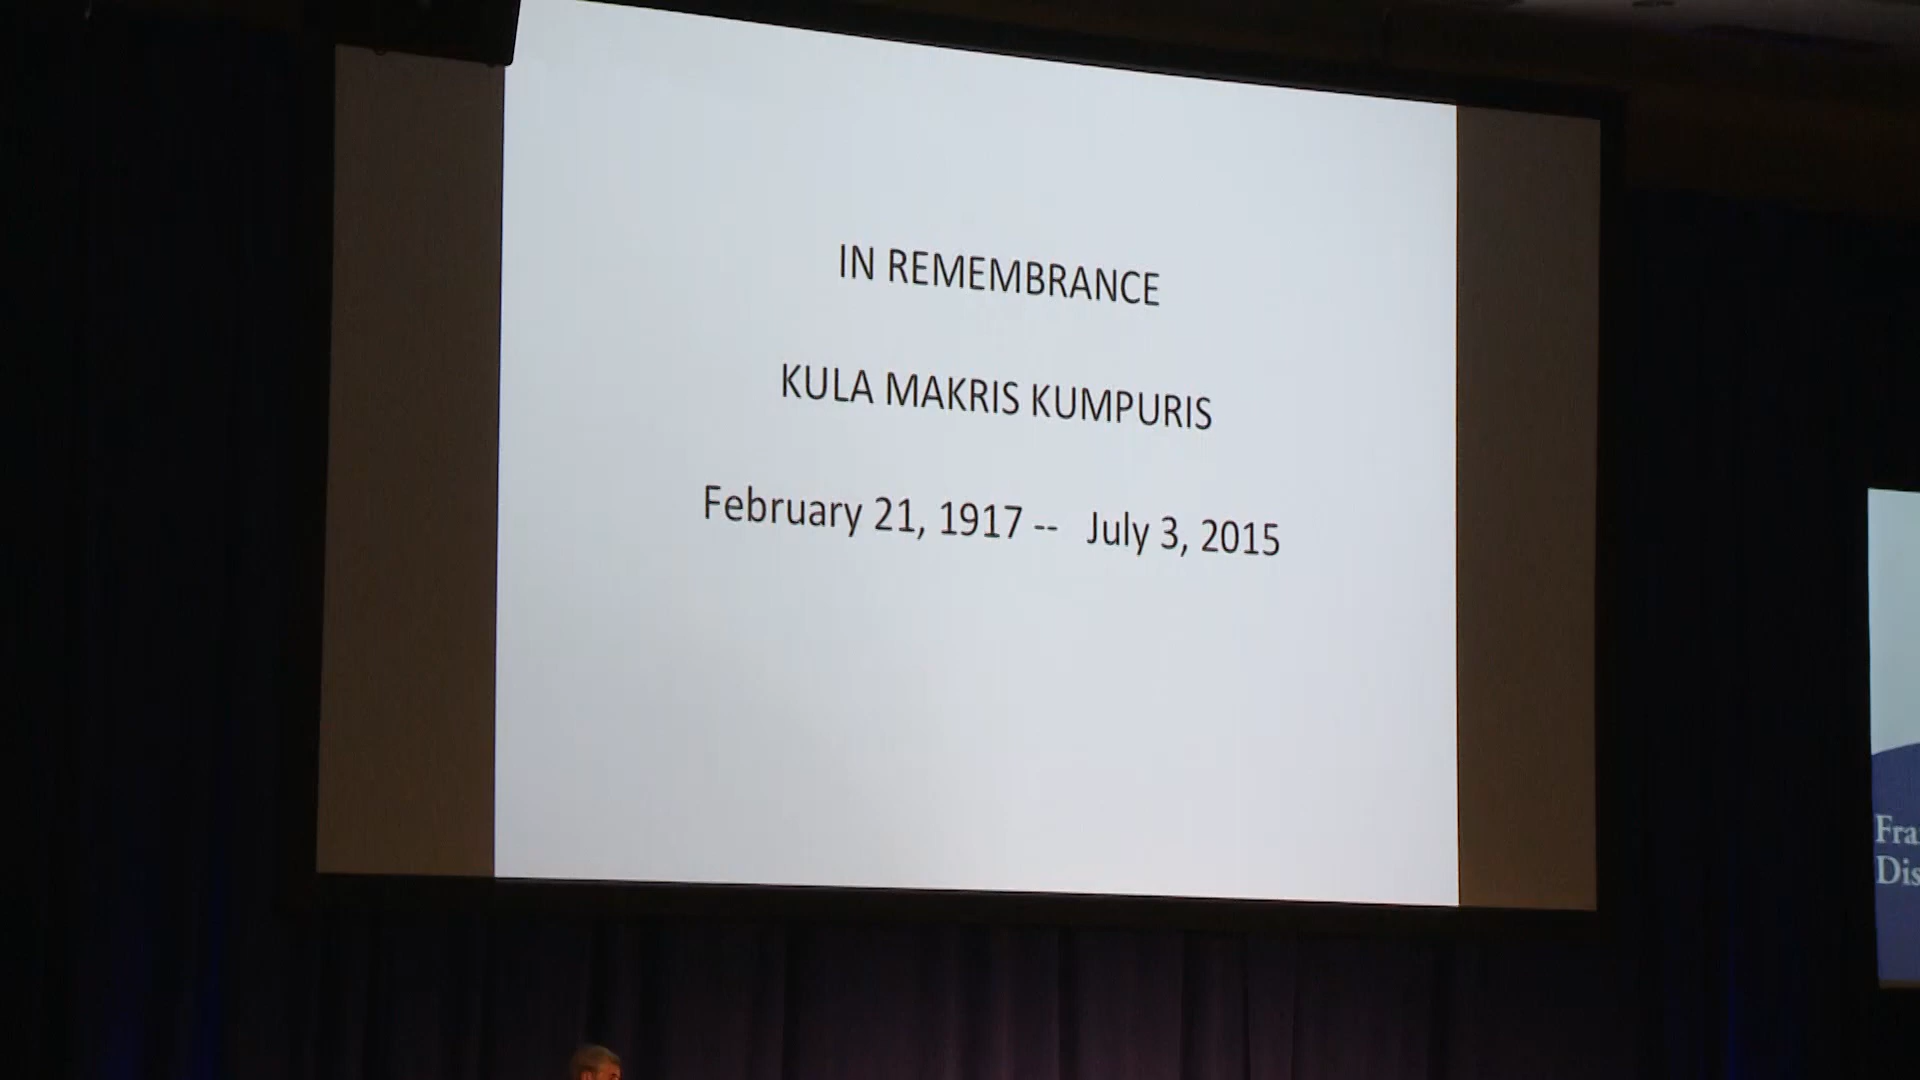 IN REMEMBRANCE
KULA MAKRIS KUMPURIS
February 21, 1917 -- July 3, 2015